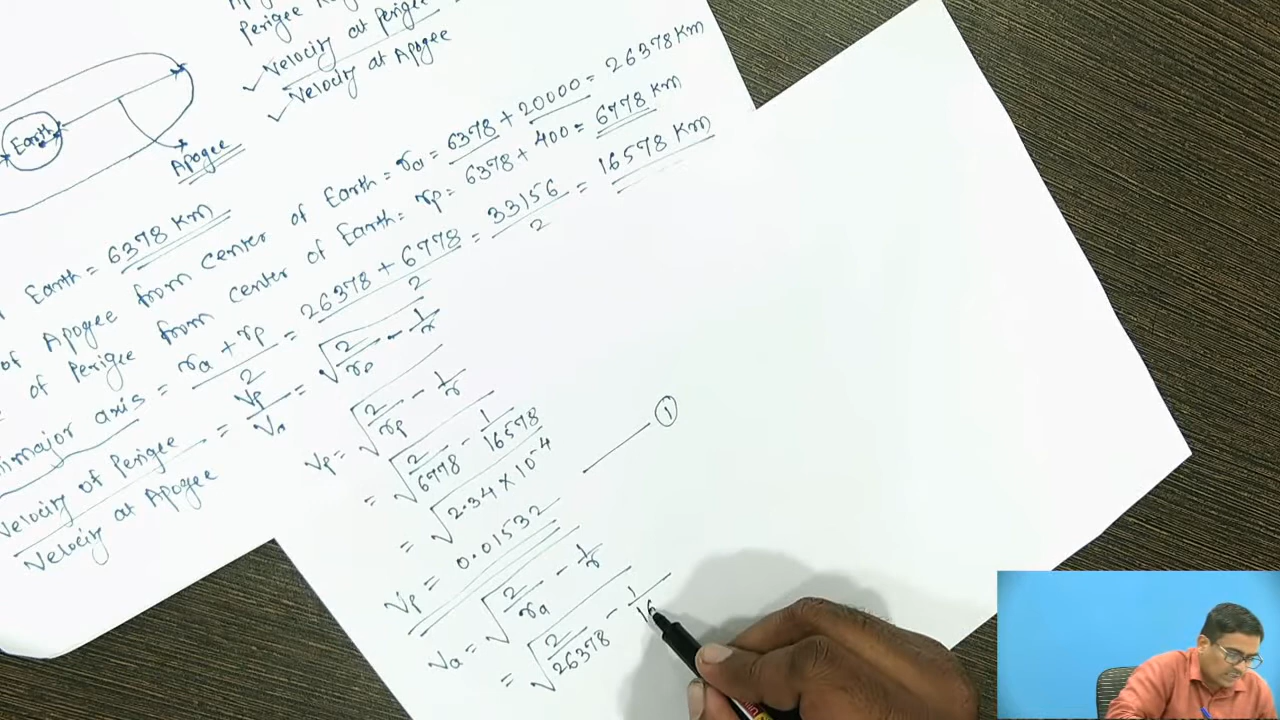 Perigee
✓ Velocity at perigee
✓ Velocity at Apogee
Earth
Apogee
Earth = 6378 Km
of Apogee from center of Earth = ra = 6378 + 20000 = 26378 Km
of Perigee from center of Earth = rp = 6378 + 400 = 6778 Km
major axis = ra + rp / 2 = 26378 + 6778 / 2 = 33156 / 2 = 16578 Km
Velocity of Perigee / Velocity at Apogee = Vp / Va = √ 2/rp - 1/r
Vp = √ 2/rp - 1/r
= √ 2/6778 - 1/16578
= √ 2.34 × 10^-4
Vp = 0.01532 ①
Va = √ 2/ra - 1/r
= √ 2/26378 - 1/16